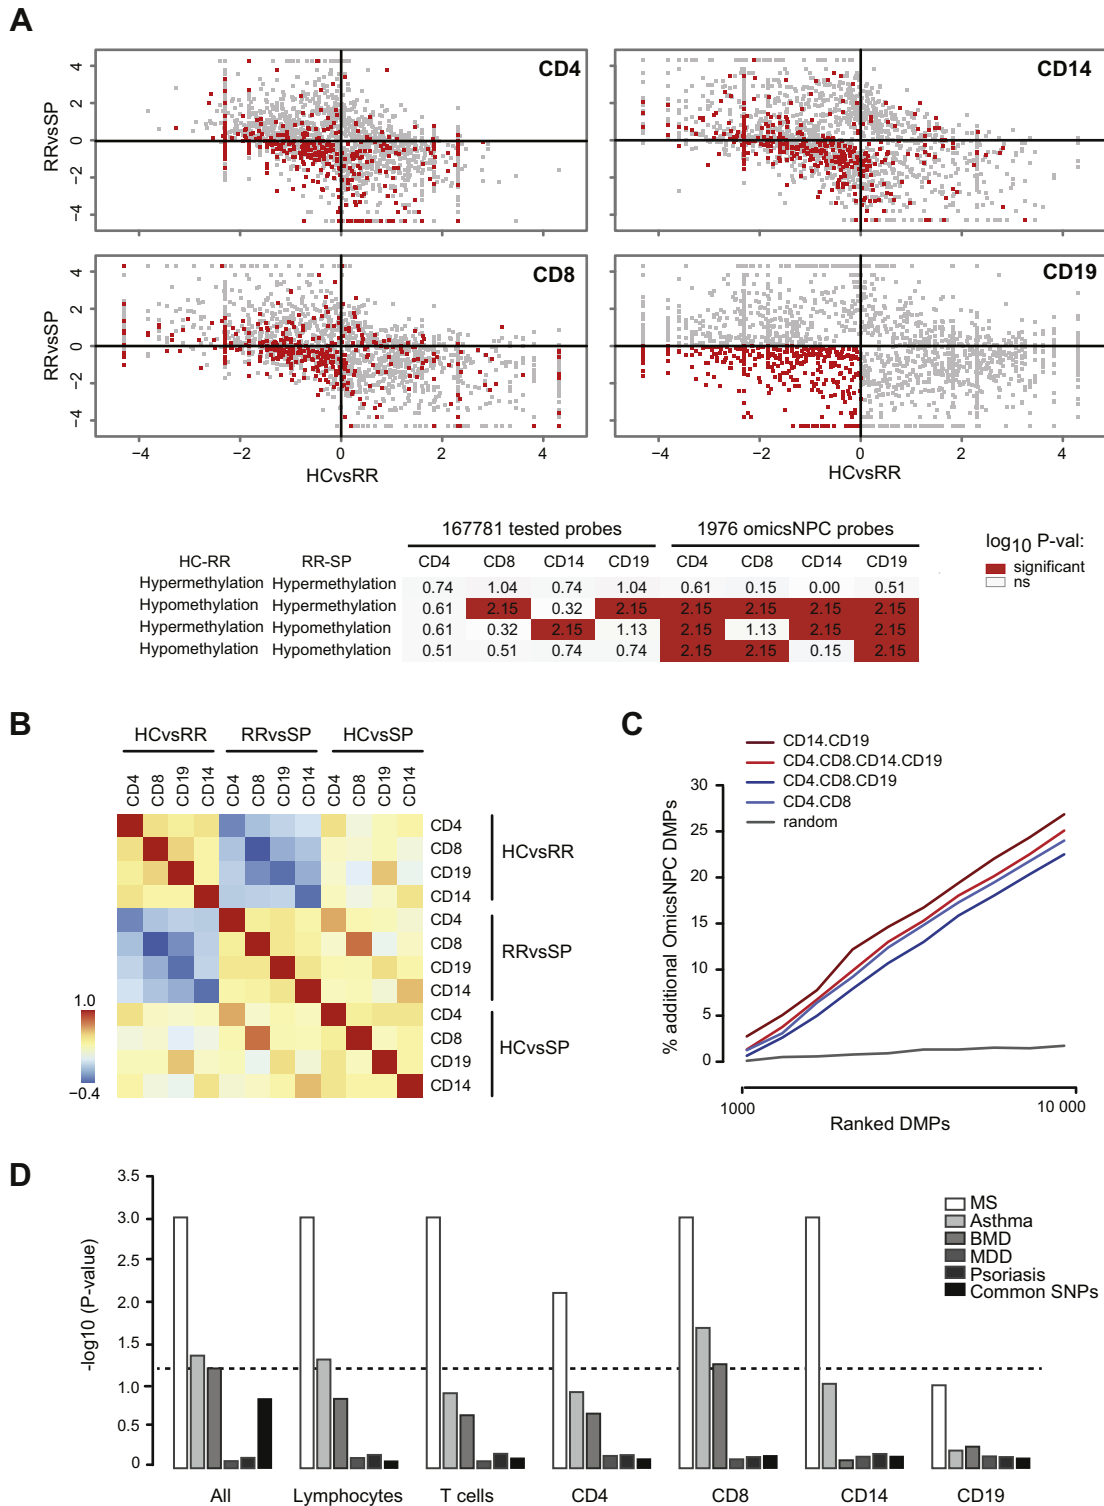 A
CD4
CD14
RRvsSP
4
2
0
−2
−4
CD8
CD19
RRvsSP
4
2
0
−2
−4
−4 −2 0 2 4
−4 −2 0 2 4
HCvsRR
HCvsRR
167781 tested probes 1976 omicsNPC probes
HC-RR RR-SP CD4 CD8 CD14 CD19 CD4 CD8 CD14 CD19
Hypermethylation Hypermethylation 0.74 1.04 0.74 1.04 0.61 0.15 0.00 0.51
Hypomethylation Hypermethylation 0.61 2.15 0.32 2.15 2.15 2.15 2.15 2.15
Hypermethylation Hypomethylation 0.61 0.32 2.15 1.13 2.15 1.13 2.15 2.15
Hypomethylation Hypomethylation 0.51 0.51 0.74 0.74 2.15 2.15 0.15 2.15
log10 P-val:
significant
ns
B
HCvsRR RRvsSP HCvsSP
CD4 CD8 CD19 CD14 CD4 CD8 CD19 CD14 CD4 CD8 CD19 CD14
CD4
CD8
CD19
CD14
HCvsRR
CD4
CD8
CD19
CD14
RRvsSP
CD4
CD8
CD19
CD14
HCvsSP
1.0
−0.4
C
CD14.CD19
CD4.CD8.CD14.CD19
CD4.CD8.CD19
CD4.CD8
random
% additional OmicsNPC DMPs
30
25
20
15
10
5
0
1000 10 000
Ranked DMPs
D
-log10 (P-value)
3.5
3.0
2.5
2.0
1.5
1.0
0.5
0
MS
Asthma
BMD
MDD
Psoriasis
Common SNPs
All Lymphocytes T cells CD4 CD8 CD14 CD19